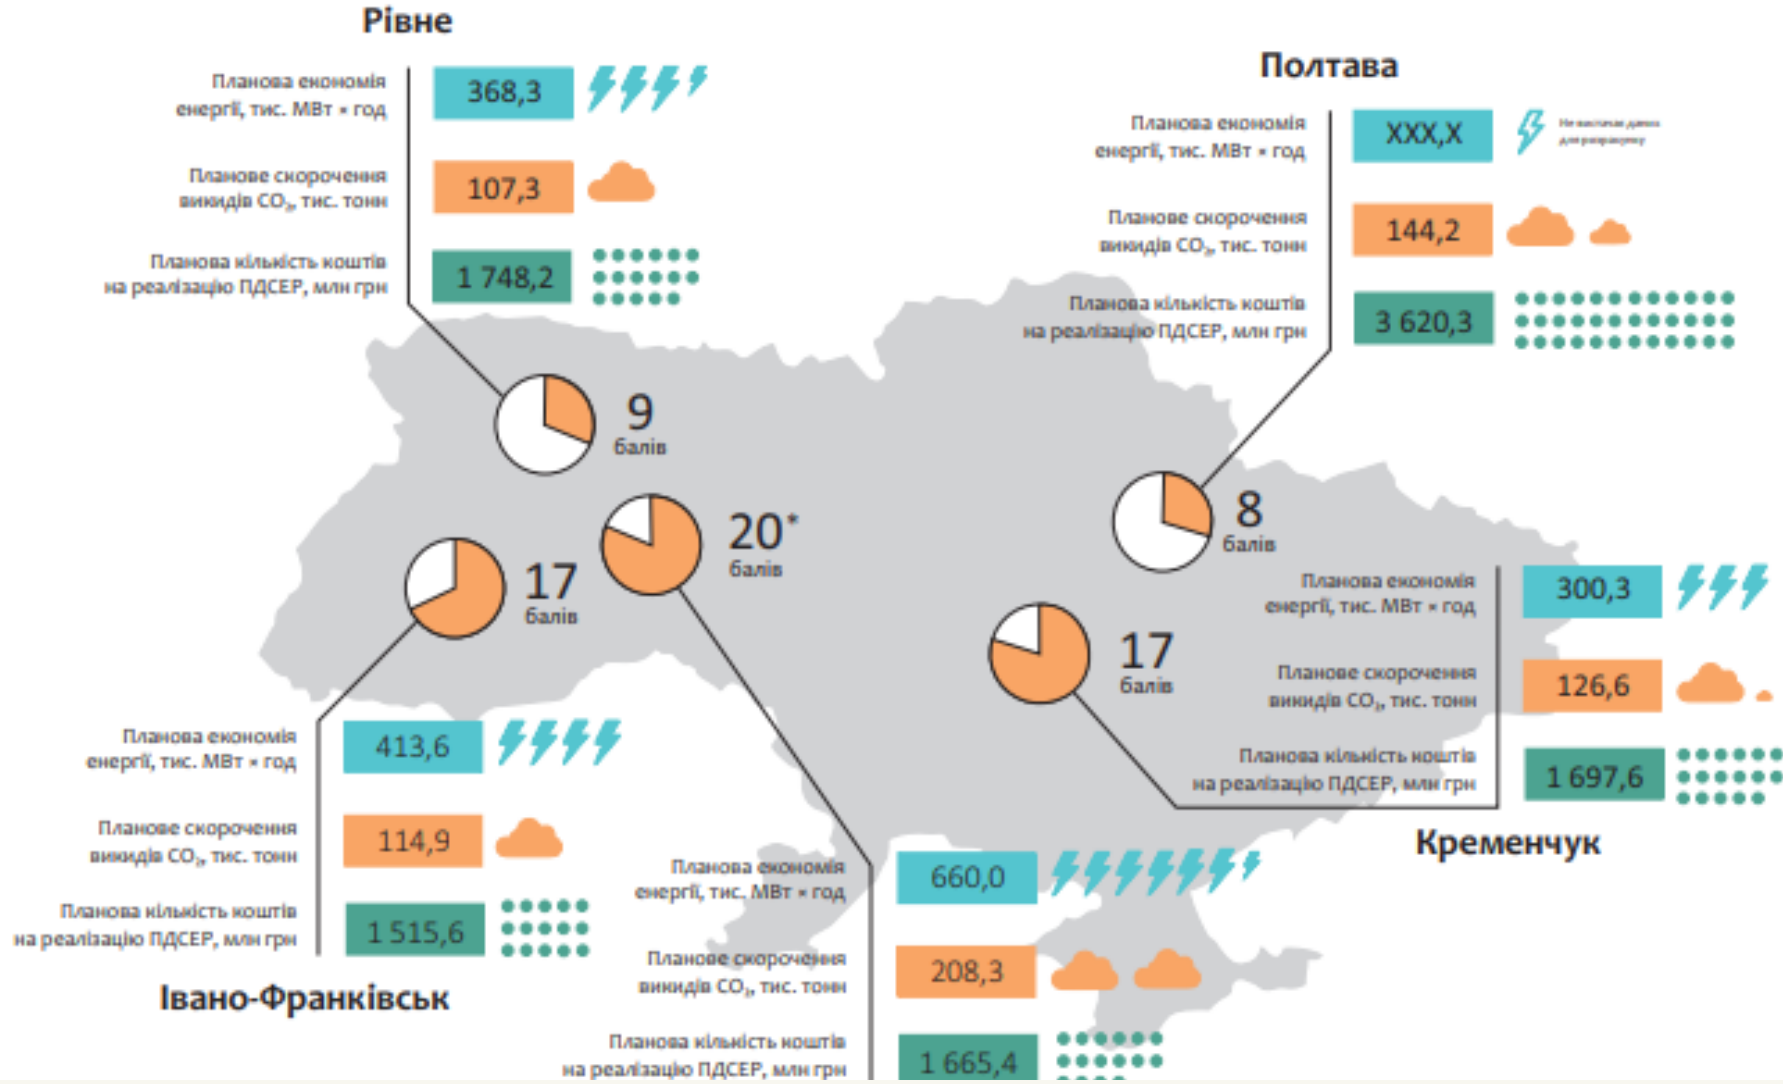 Рівне
Планова економія
енергії, тис. МВт × год
368,3
Планове скорочення
викидів CO₂, тис. тонн
107,3
Планова кількість коштів
на реалізацію ПДСЕР, млн грн
1 748,2
9
балів
Полтава
Планова економія
енергії, тис. МВт × год
XXX,X
Не вистачає даних
для розрахунку
Планове скорочення
викидів CO₂, тис. тонн
144,2
Планова кількість коштів
на реалізацію ПДСЕР, млн грн
3 620,3
8
балів
20*
балів
17
балів
17
балів
Планова економія
енергії, тис. МВт × год
300,3
Планове скорочення
викидів CO₂, тис. тонн
126,6
Планова кількість коштів
на реалізацію ПДСЕР, млн грн
1 697,6
Кременчук
Планова економія
енергії, тис. МВт × год
413,6
Планове скорочення
викидів CO₂, тис. тонн
114,9
Планова кількість коштів
на реалізацію ПДСЕР, млн грн
1 515,6
Івано-Франківськ
Планова економія
енергії, тис. МВт × год
660,0
Планове скорочення
викидів CO₂, тис. тонн
208,3
Планова кількість коштів
на реалізацію ПДСЕР, млн грн
1 665,4